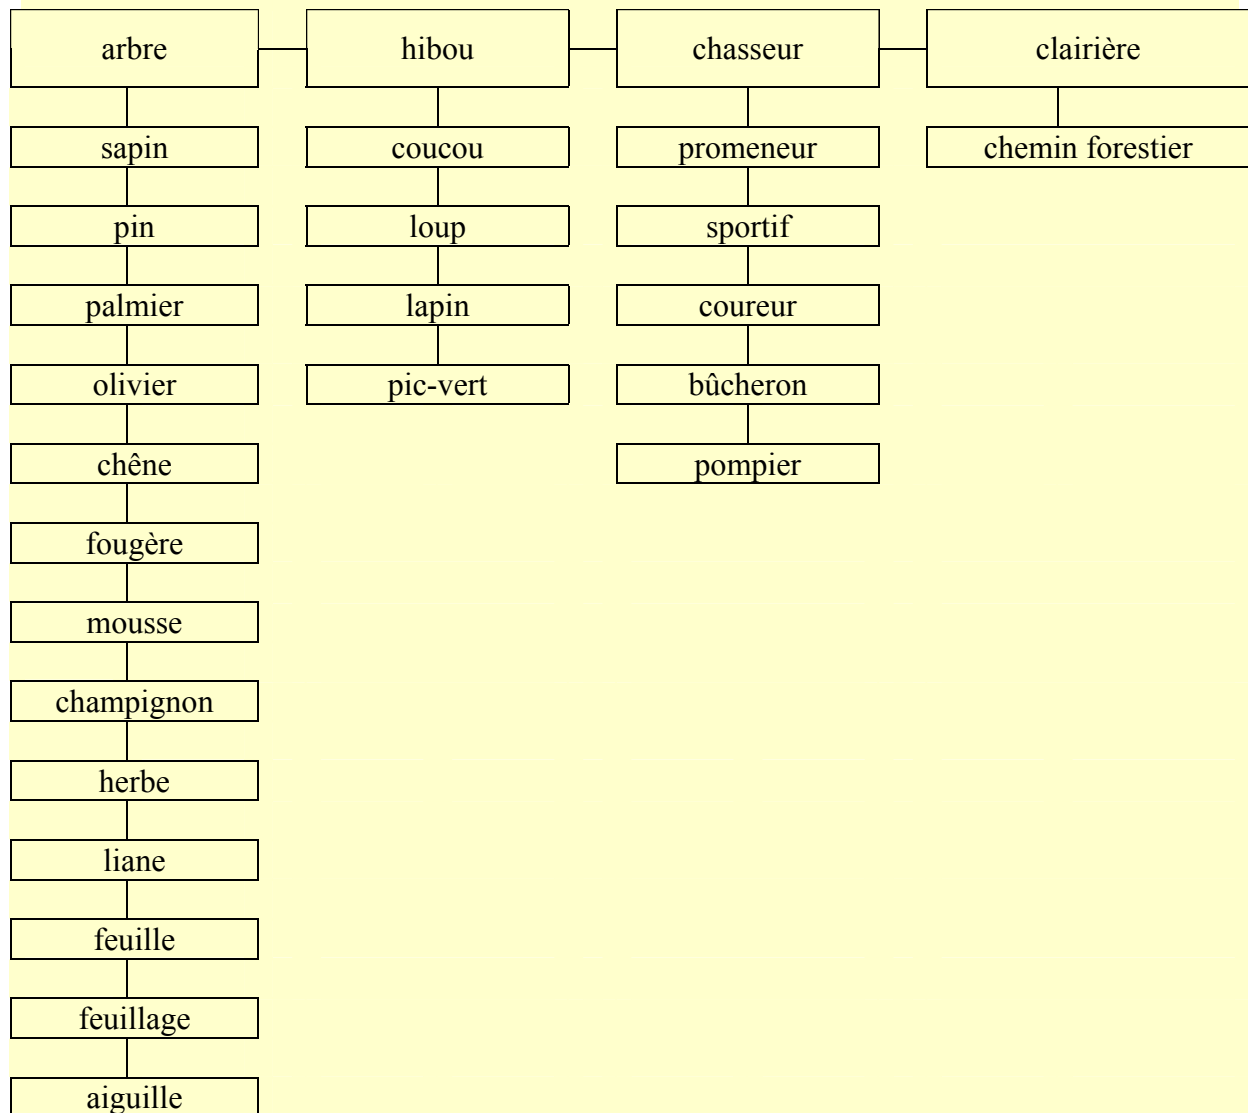 arbre hibou chasseur clairière
sapin coucou promeneur chemin forestier
pin loup sportif
palmier lapin coureur
olivier pic-vert bûcheron
chêne pompier
fougère
mousse
champignon
herbe
liane
feuille
feuillage
aiguille